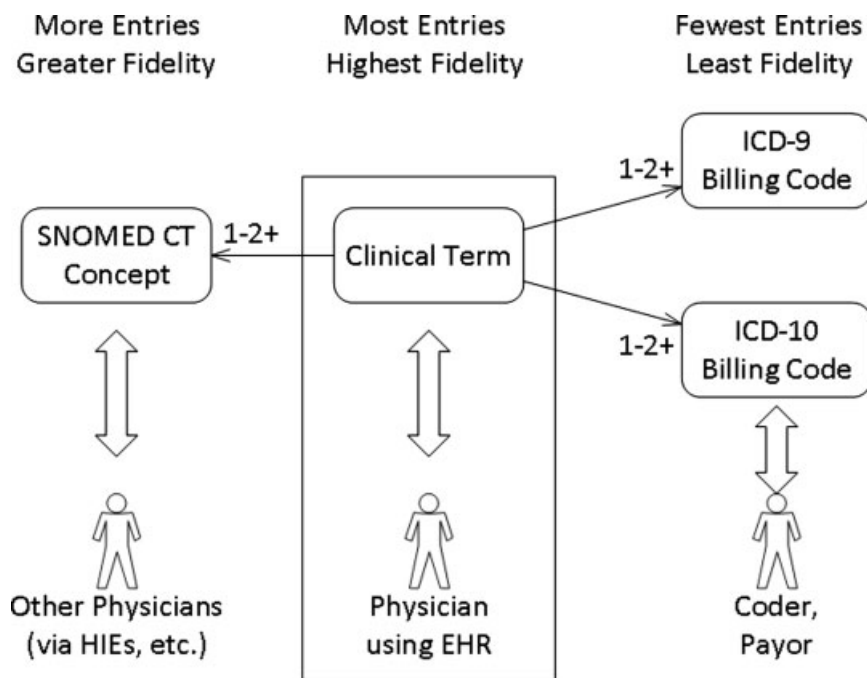 More Entries
Greater Fidelity
Most Entries
Highest Fidelity
Fewest Entries
Least Fidelity
SNOMED CT
Concept
1-2+
Clinical Term
1-2+
ICD-9
Billing Code
1-2+
ICD-10
Billing Code
Other Physicians
(via HIEs, etc.)
Physician
using EHR
Coder,
Payor